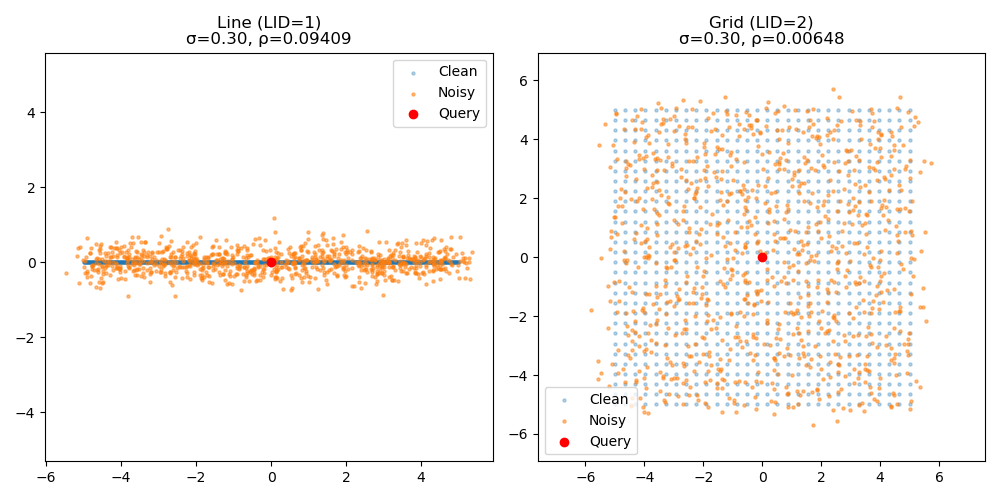 Line (LID=1)
σ=0.30, ρ=0.09409
Clean
Noisy
Query
4
2
0
−2
−4
−6
−4
−2
0
2
4
Grid (LID=2)
σ=0.30, ρ=0.00648
6
4
2
0
−2
−4
−6
Clean
Noisy
Query
−6
−4
−2
0
2
4
6